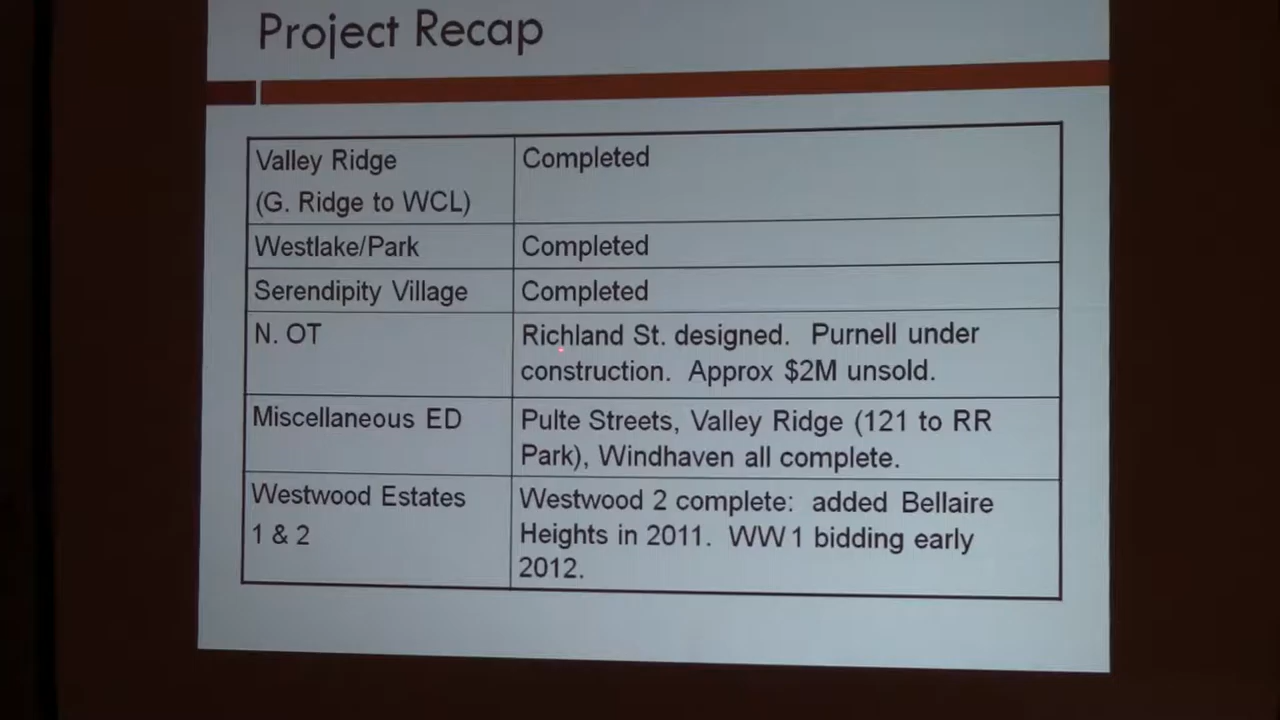 Project Recap
Valley Ridge
(G. Ridge to WCL)
Completed
Westlake/Park
Completed
Serendipity Village
Completed
N. OT
Richland St. designed. Purnell under
construction. Approx $2M unsold.
Miscellaneous ED
Pulte Streets, Valley Ridge (121 to RR
Park), Windhaven all complete.
Westwood Estates
1 & 2
Westwood 2 complete: added Bellaire
Heights in 2011. WW1 bidding early
2012.